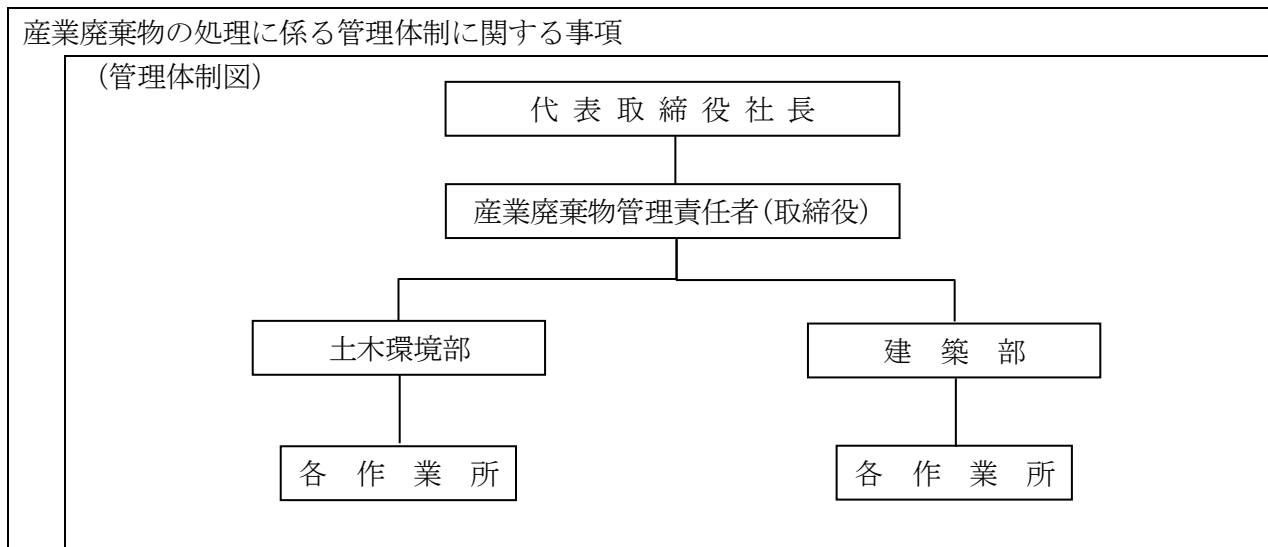 産業廃棄物の処理に係る管理体制に関する事項
（管理体制図）
代 表 取 締 役 社 長
産業廃棄物管理責任者(取締役)
土木環境部
建 築 部
各 作 業 所
各 作 業 所